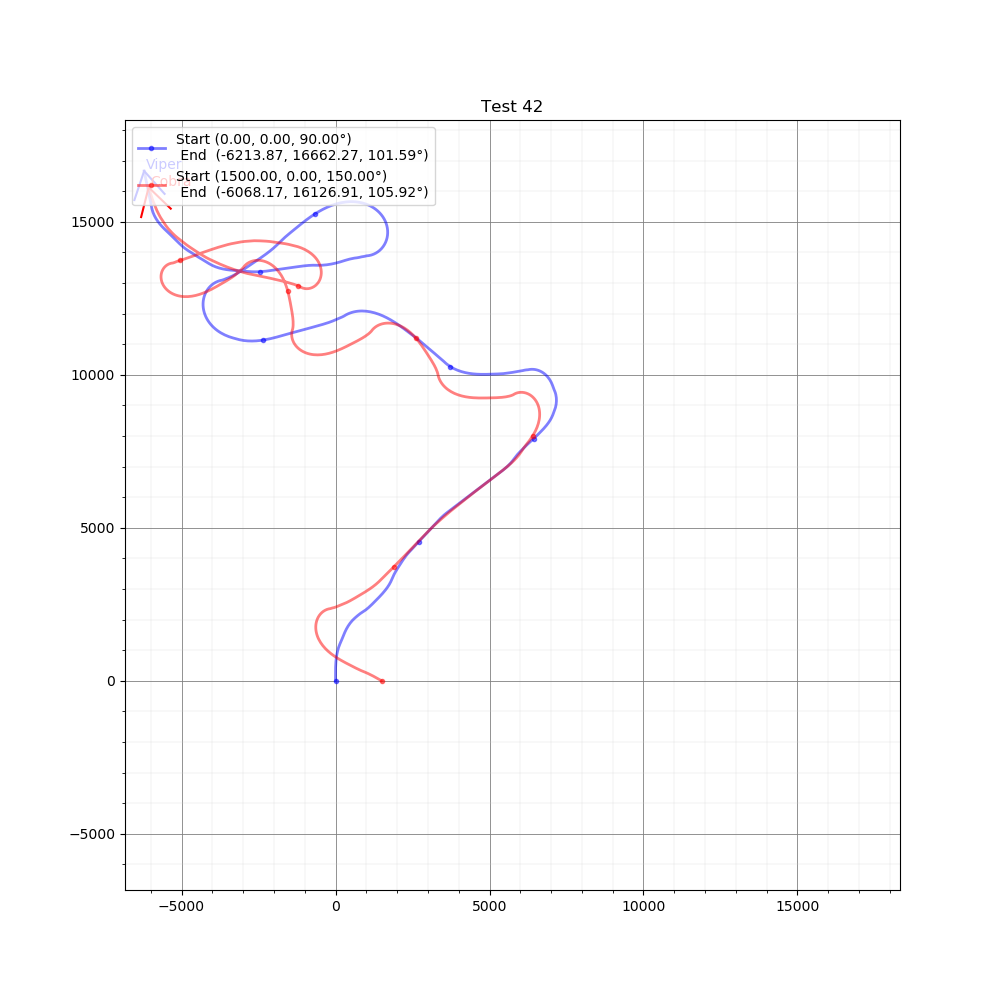 Test 42
Start (0.00, 0.00, 90.00°)
End (-6213.87, 16662.27, 101.59°)
Viper
Start (1500.00, 0.00, 150.00°)
Cobra
End (-6068.17, 16126.91, 105.92°)
15000
10000
5000
0
−5000
−5000
0
5000
10000
15000